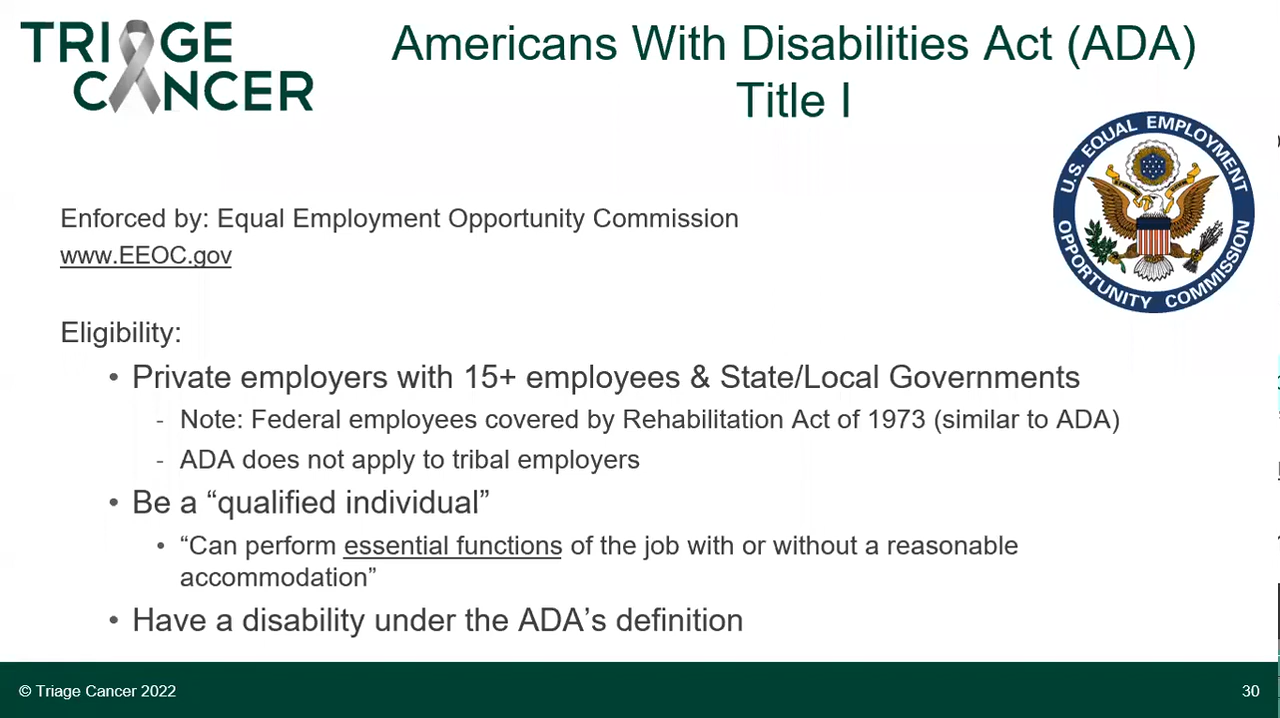 TRIAGE
CANCER
Americans With Disabilities Act (ADA)
Title I
U.S. EQUAL EMPLOYMENT
OPPORTUNITY COMMISSION
Enforced by: Equal Employment Opportunity Commission
www.EEOC.gov
Eligibility:
• Private employers with 15+ employees & State/Local Governments
- Note: Federal employees covered by Rehabilitation Act of 1973 (similar to ADA)
- ADA does not apply to tribal employers
• Be a “qualified individual”
• “Can perform essential functions of the job with or without a reasonable
accommodation”
• Have a disability under the ADA’s definition
© Triage Cancer 2022
30